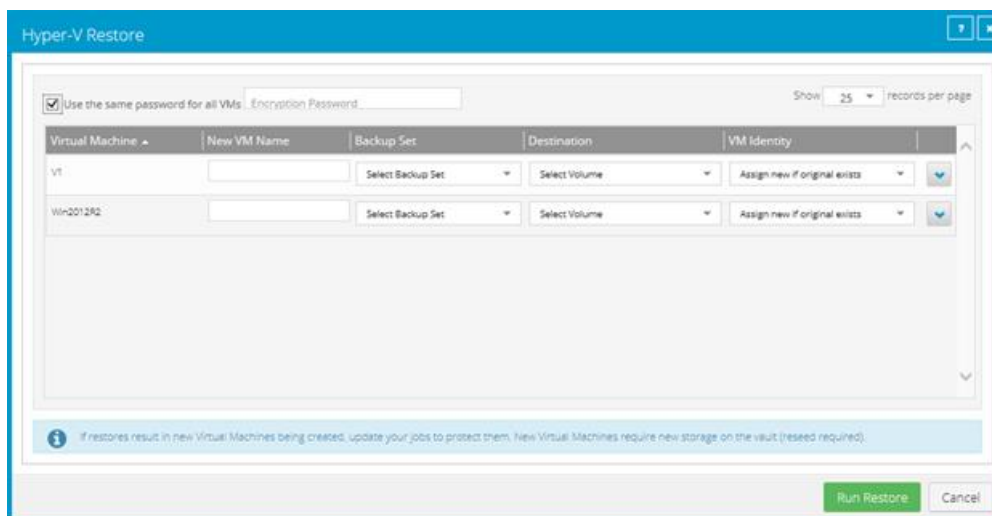 Hyper-V Restore ?
Use the same password for all VMs Encryption Password Show 25 records per page
Virtual Machine New VM Name Backup Set Destination VM Identity
V1 Select Backup Set Select Volume Assign new if original exists
Win2012R2 Select Backup Set Select Volume Assign new if original exists
If restores result in new Virtual Machines being created, update your jobs to protect them. New Virtual Machines require new storage on the vault (reseed required).
Run Restore Cancel